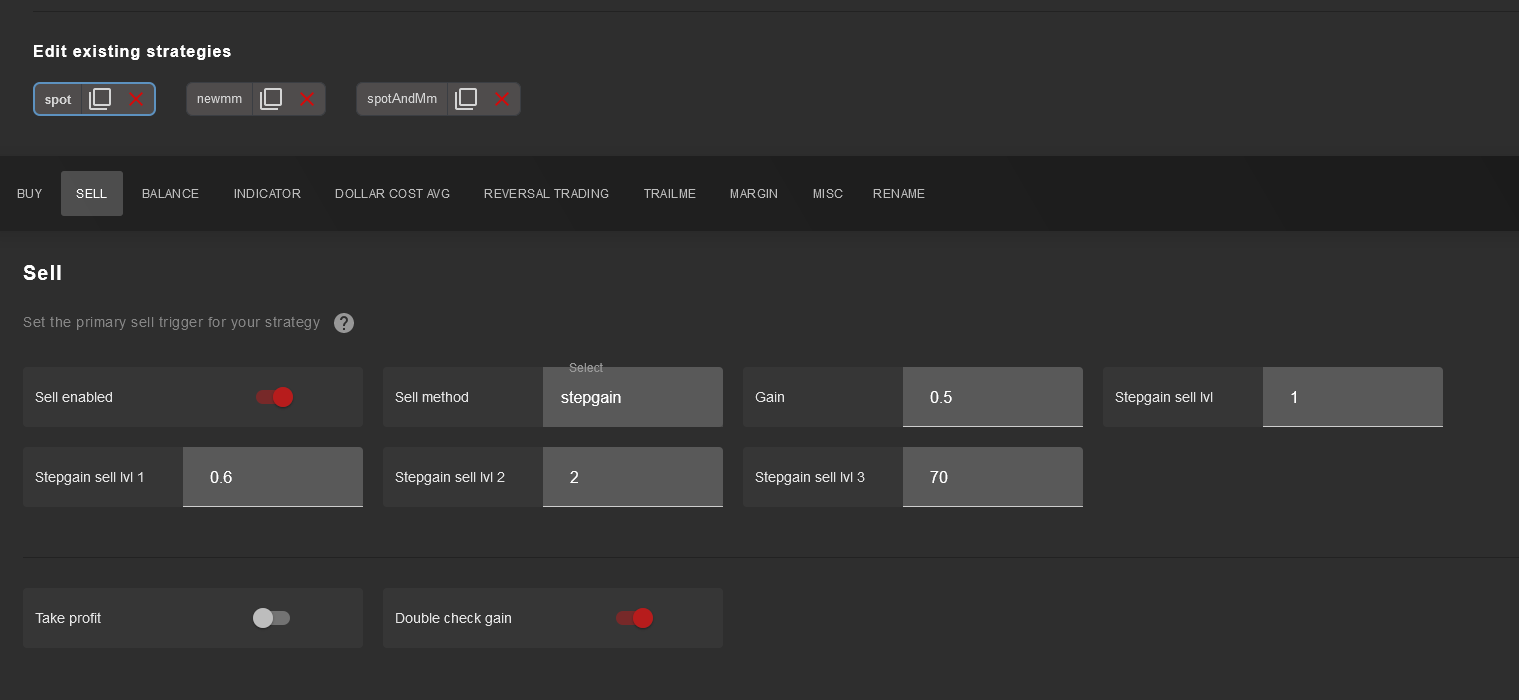 Edit existing strategies
spot newmm spotAndMm
BUY SELL BALANCE INDICATOR DOLLAR COST AVG REVERSAL TRADING TRAILME MARGIN MISC RENAME
Sell
Set the primary sell trigger for your strategy ?
Select
Sell enabled Sell method stepgain Gain 0.5 Stepgain sell lvl 1
Stepgain sell lvl 1 0.6 Stepgain sell lvl 2 2 Stepgain sell lvl 3 70
Take profit Double check gain